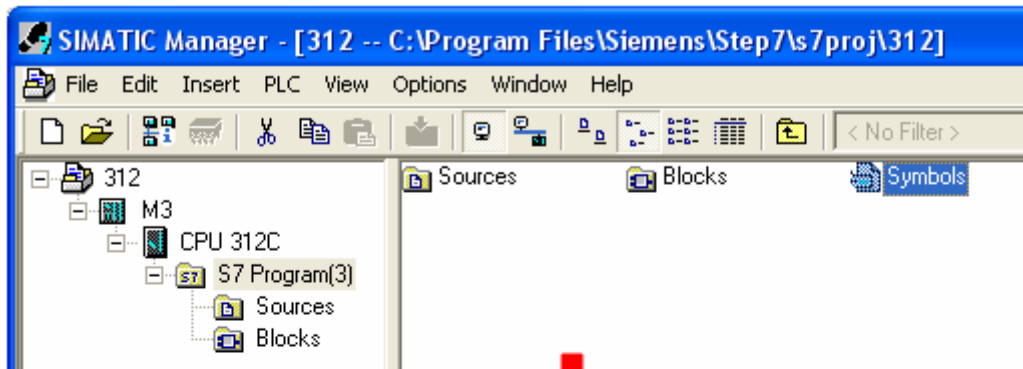 SIMATIC Manager - [312 -- C:\Program Files\Siemens\Step7\s7proj\312]
File Edit Insert PLC View Options Window Help
< No Filter >
312
M3
CPU 312C
S7 Program(3)
Sources
Blocks
Sources Blocks Symbols